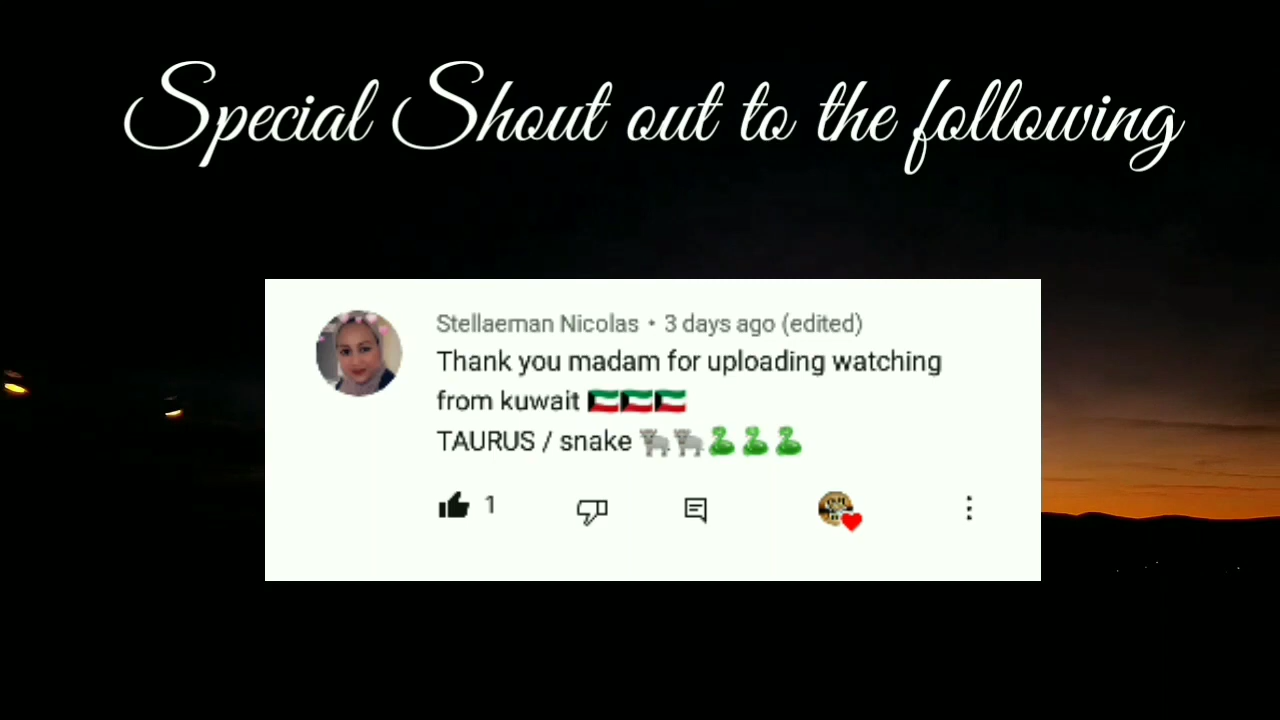 Special Shout out to the following
Stellaeman Nicolas • 3 days ago (edited)
Thank you madam for uploading watching
from kuwait 🇰🇼🇰🇼🇰🇼
TAURUS / snake 🐃🐃🐍🐍🐍
1